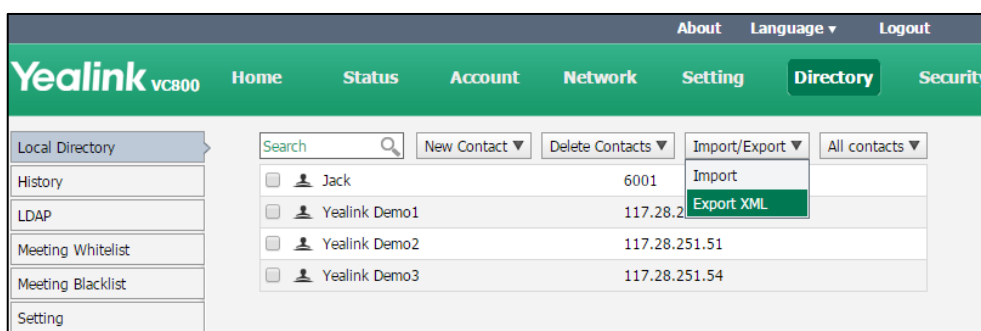 About Language ▾ Logout
Yealink VC800 Home Status Account Network Setting Directory Securit
Local Directory
Search New Contact ▼ Delete Contacts ▼ Import/Export ▼ All contacts ▼
History
Jack 6001
Import
LDAP
Yealink Demo1 117.28.2
Export XML
Meeting Whitelist
Yealink Demo2 117.28.251.51
Meeting Blacklist
Yealink Demo3 117.28.251.54
Setting